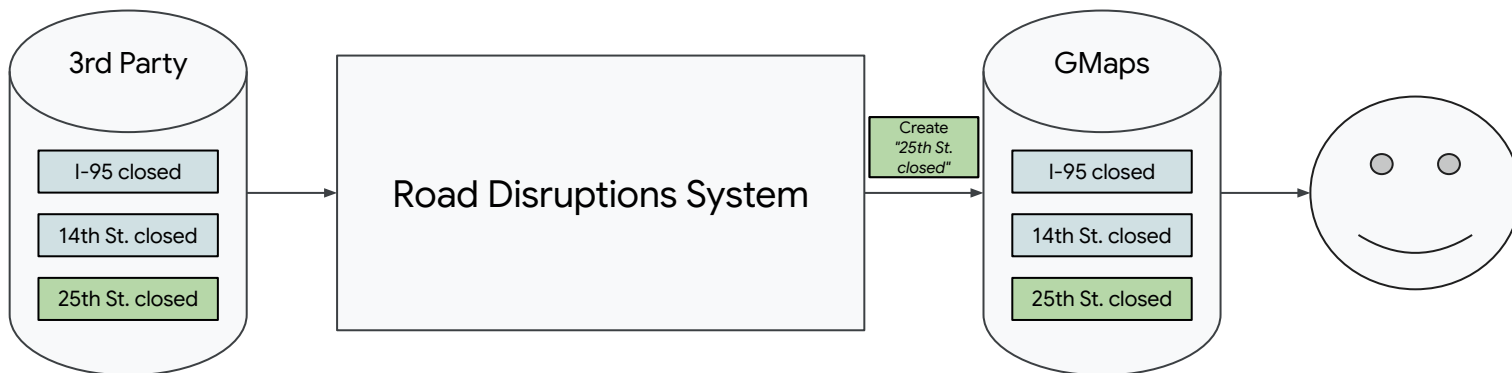 3rd Party
I-95 closed
14th St. closed
25th St. closed
Road Disruptions System
Create
"25th St.
closed"
GMaps
I-95 closed
14th St. closed
25th St. closed